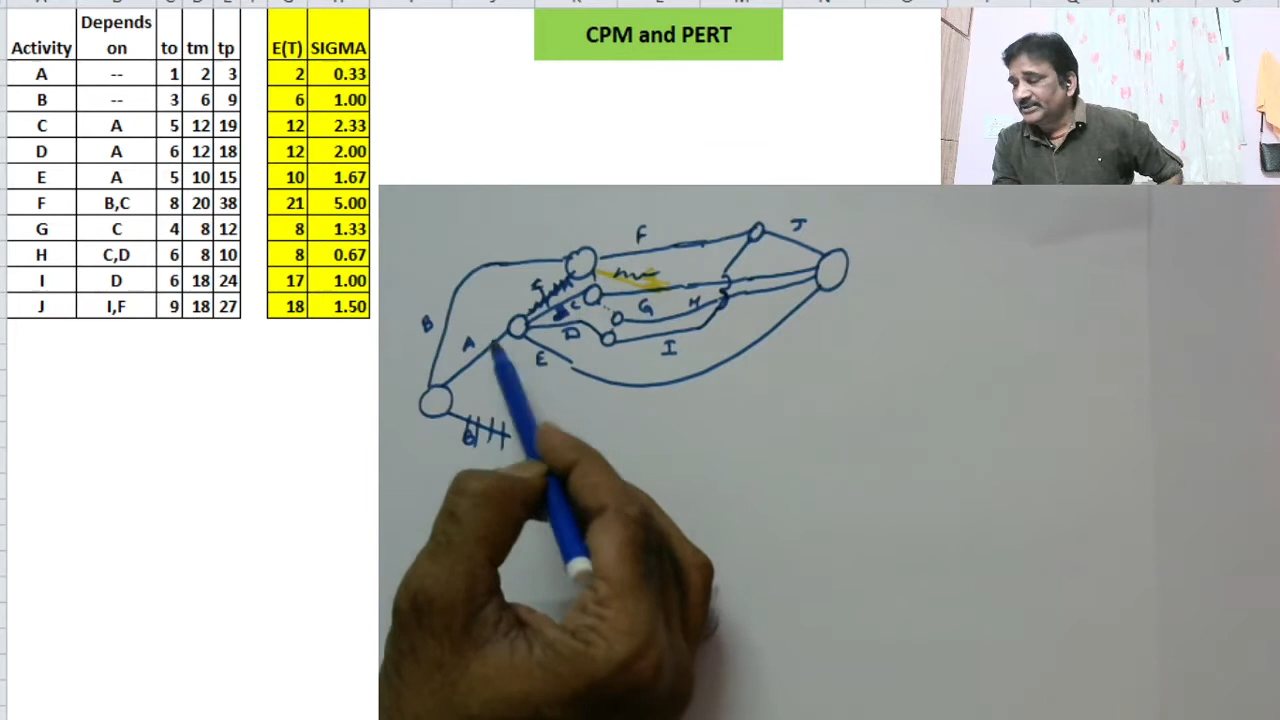 CPM and PERT
Depends
Activity on to tm tp E(T) SIGMA
A -- 1 2 3 2 0.33
B -- 3 6 9 6 1.00
C A 5 12 19 12 2.33
D A 6 12 18 12 2.00
E A 5 10 15 10 1.67
F B,C 8 20 38 21 5.00
G C 4 8 12 8 1.33
H C,D 6 8 10 8 0.67
I D 6 18 24 17 1.00
J I,F 9 18 27 18 1.50
F J
B A C G H
D I
E
B